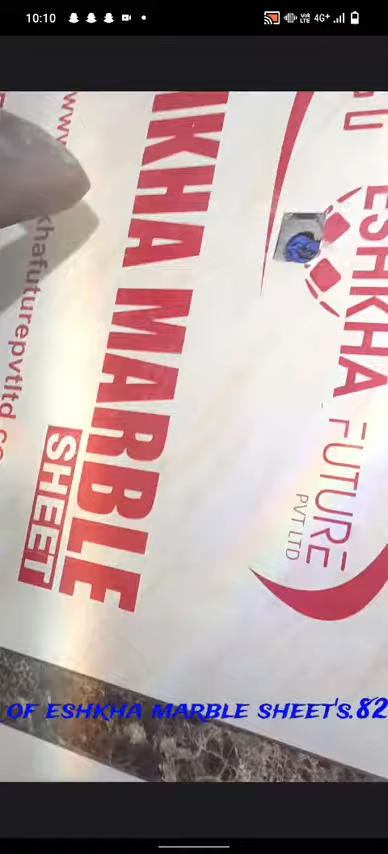 10:10
4G+
khafuturepvtltd
KHA MARBLE
SHEET
ESHKHA
FUTURE
PVT LTD
OF ESHKHA MARBLE SHEET'S.82